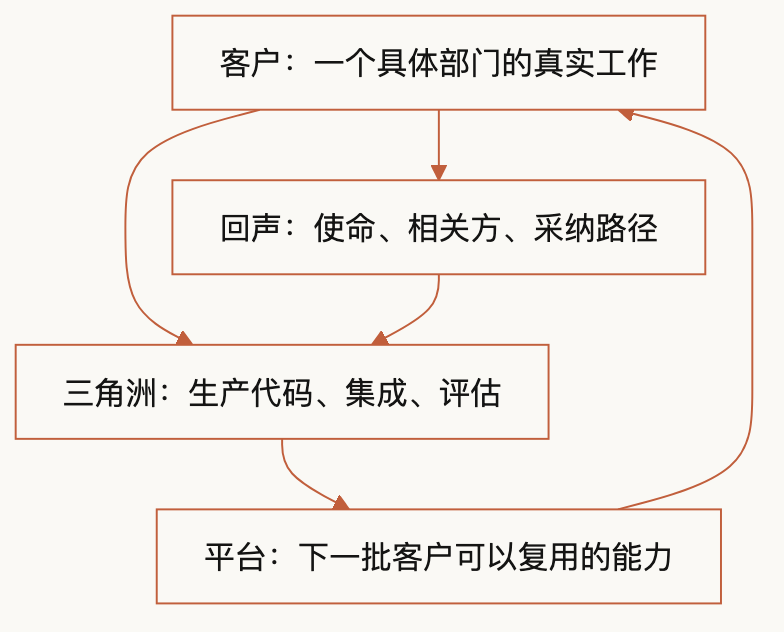 客户：一个具体部门的真实工作
回声：使命、相关方、采纳路径
三角洲：生产代码、集成、评估
平台：下一批客户可以复用的能力